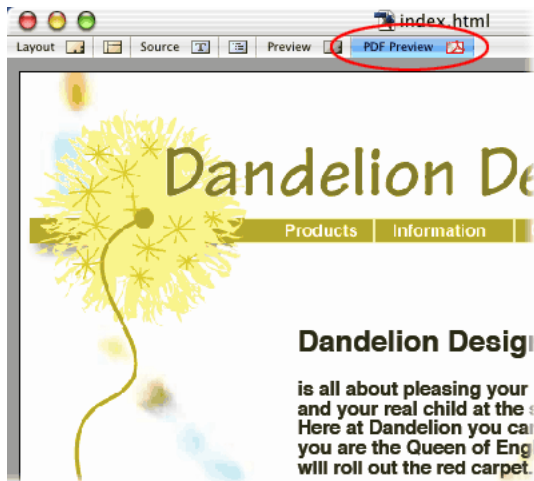 index.html
Layout Source T Preview PDF Preview
Dandelion De
Products Information
Dandelion Desig
is all about pleasing your
and your real child at the
Here at Dandelion you ca
you are the Queen of Eng
will roll out the red carpet.